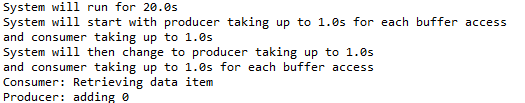 System will run for 20.0s
System will start with producer taking up to 1.0s for each buffer access
and consumer taking up to 1.0s
System will then change to producer taking up to 1.0s
and consumer taking up to 1.0s for each buffer access
Consumer: Retrieving data item
Producer: adding 0